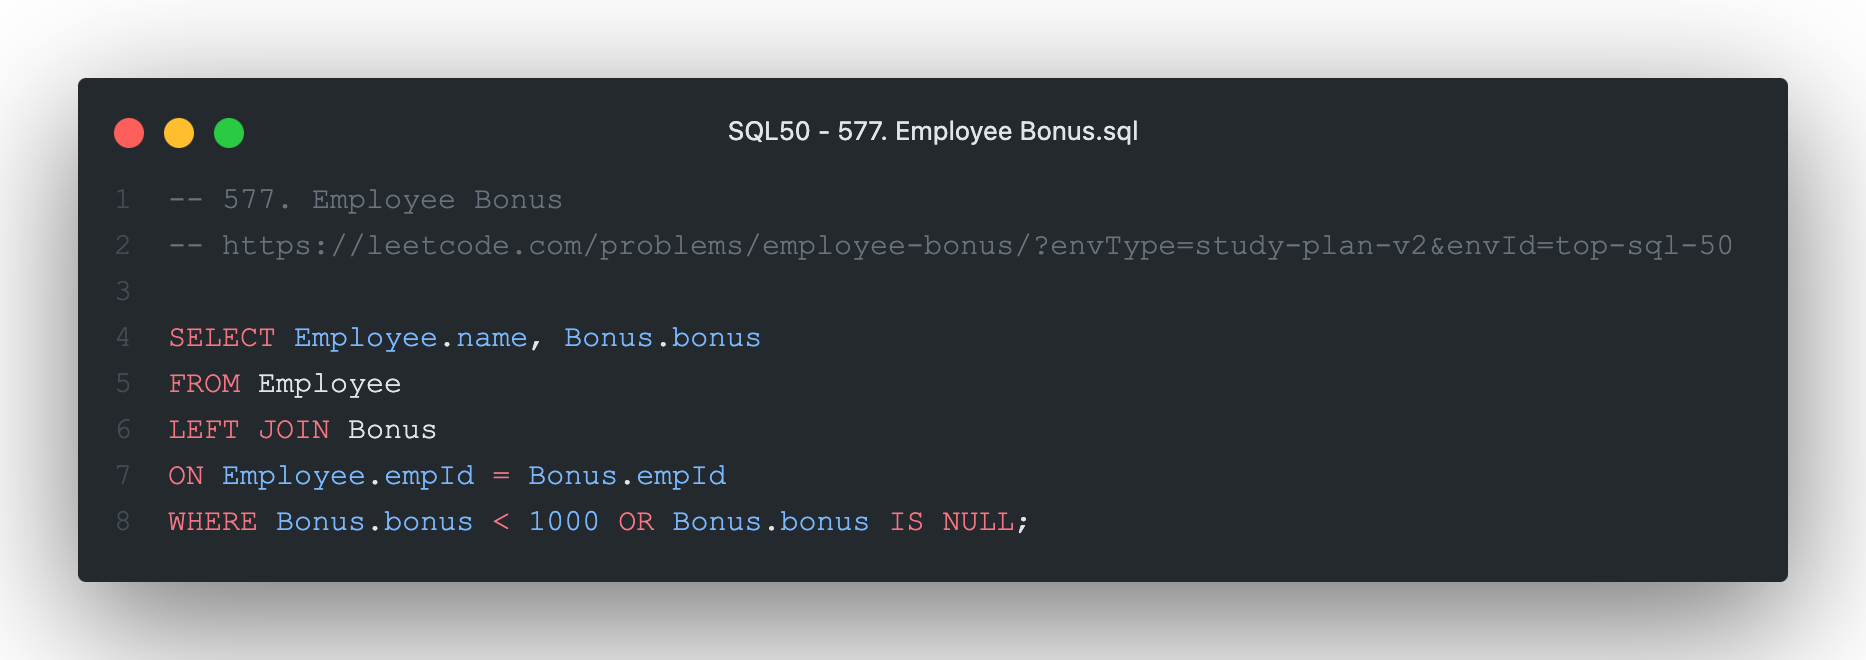 SQL50 - 577. Employee Bonus.sql
1 -- 577. Employee Bonus
2 -- https://leetcode.com/problems/employee-bonus/?envType=study-plan-v2&envId=top-sql-50
3
4 SELECT Employee.name, Bonus.bonus
5 FROM Employee
6 LEFT JOIN Bonus
7 ON Employee.empId = Bonus.empId
8 WHERE Bonus.bonus < 1000 OR Bonus.bonus IS NULL;